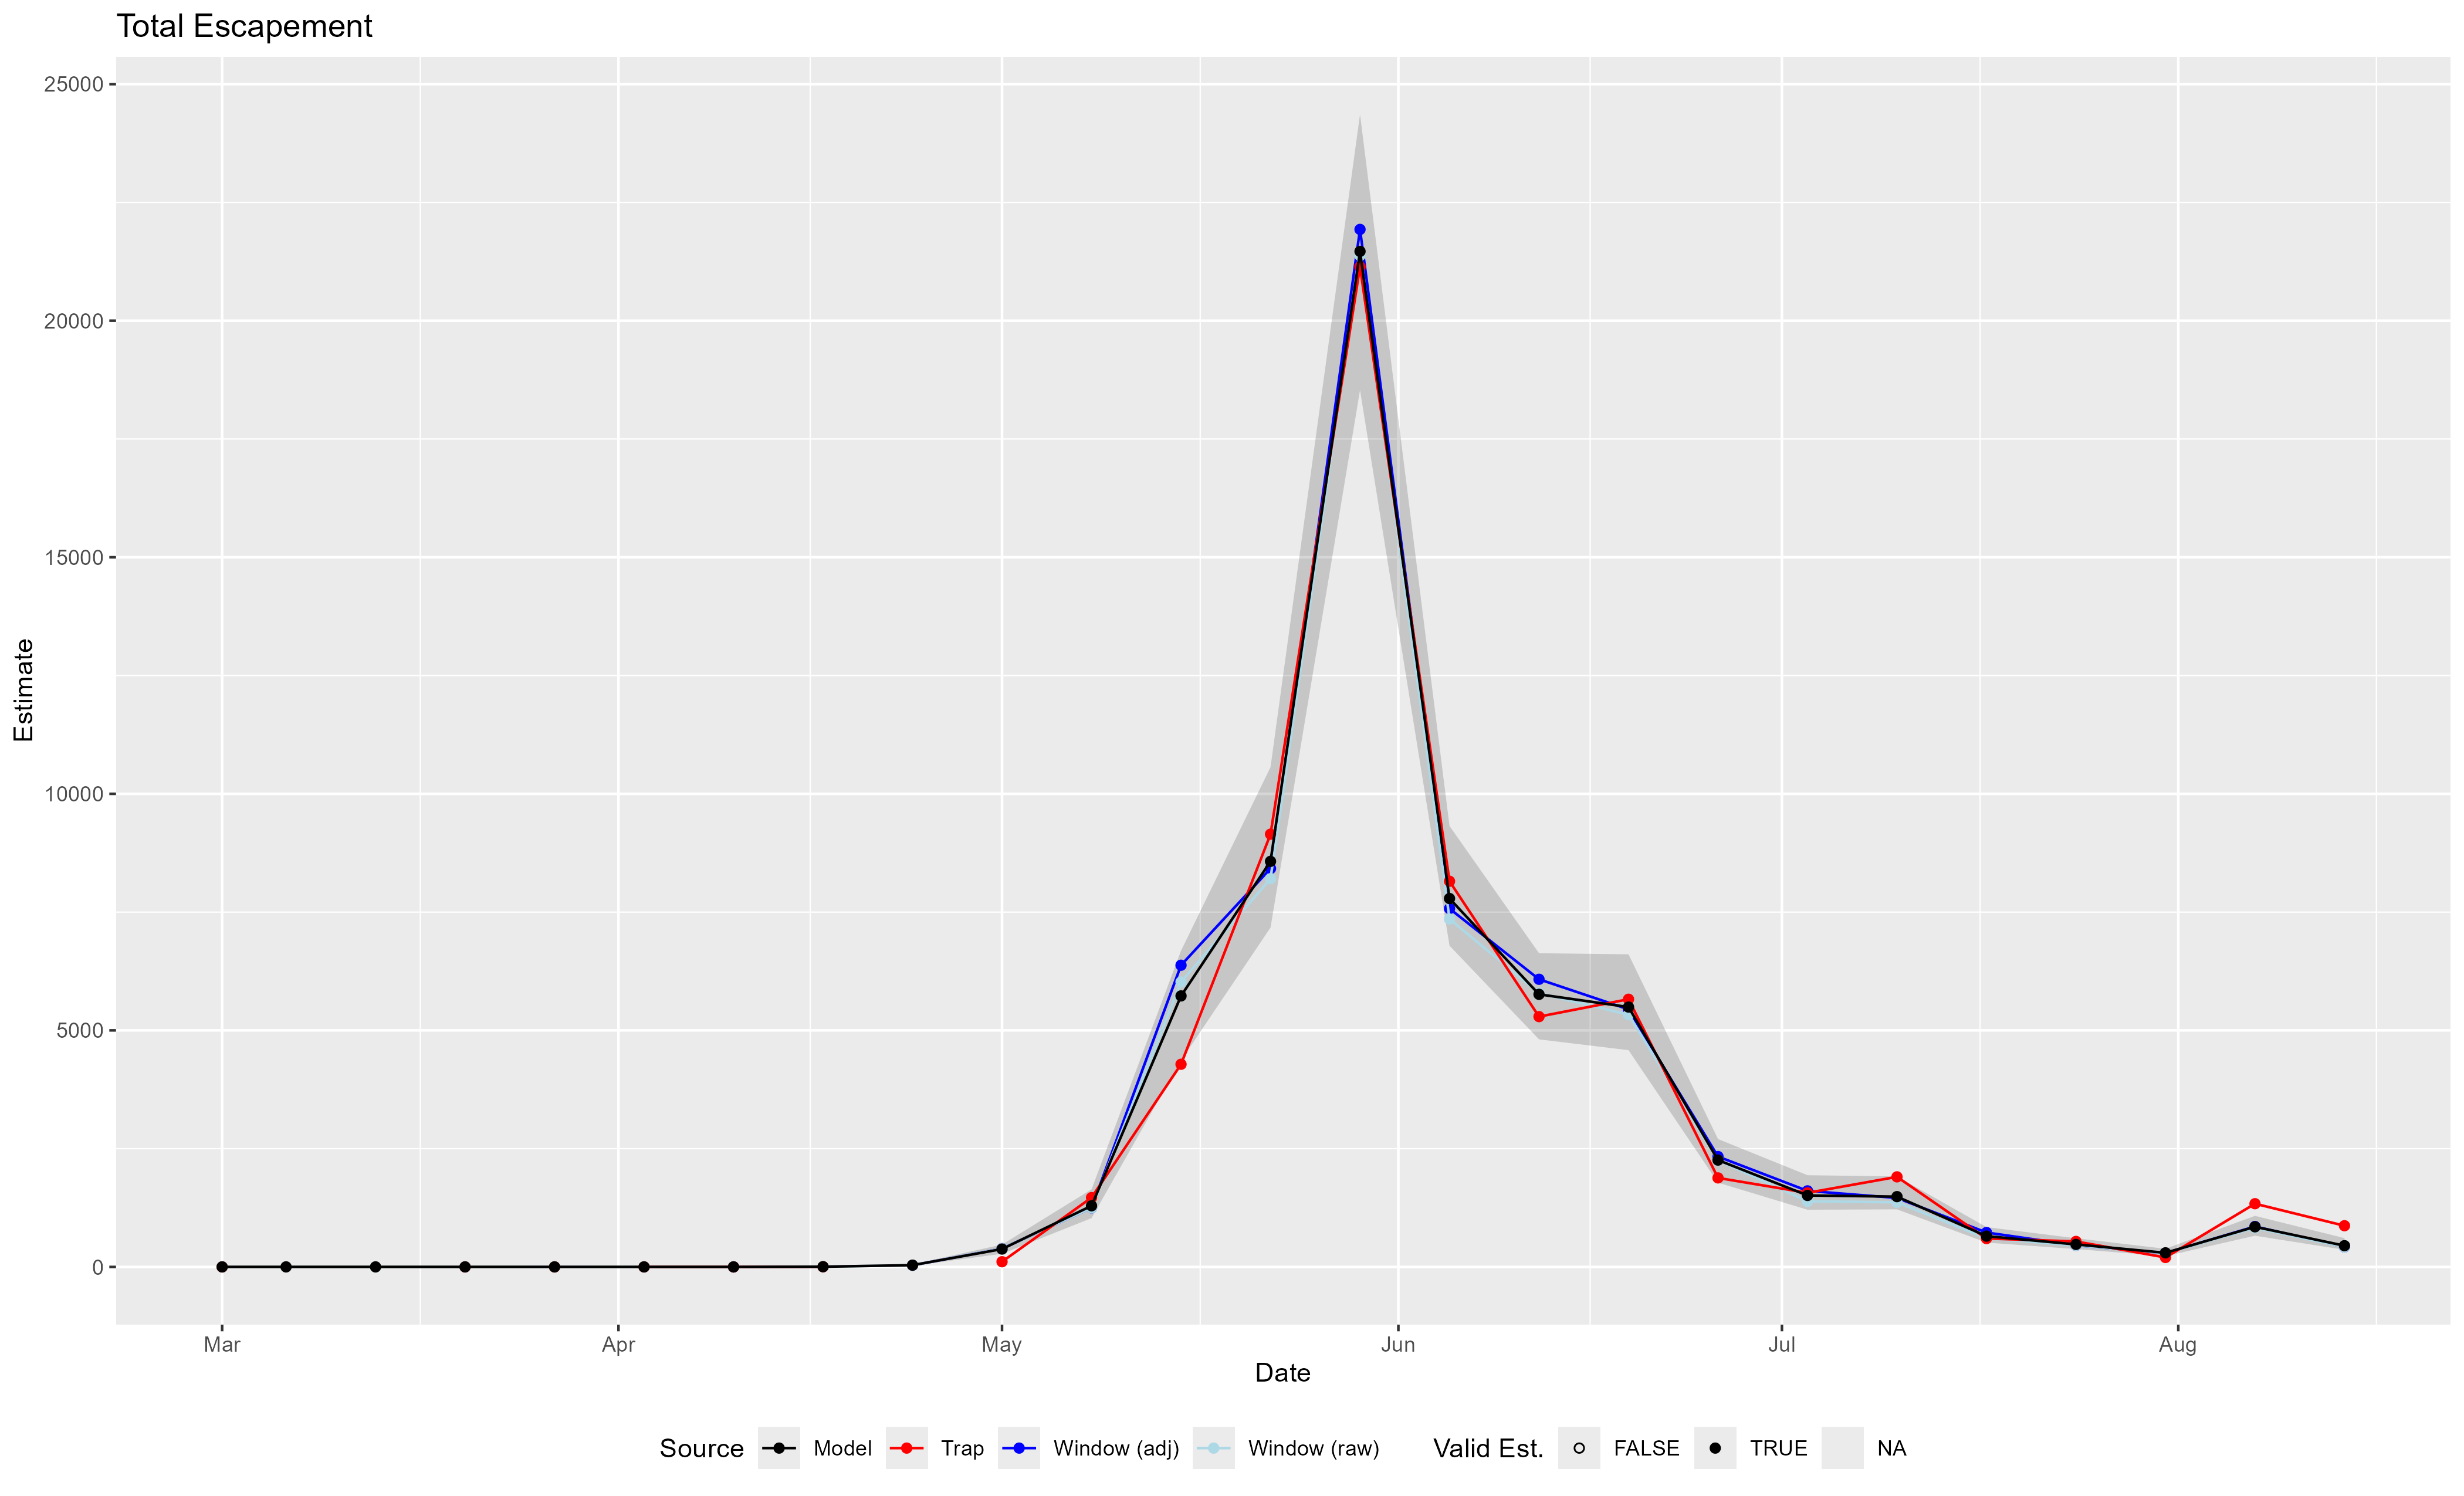 Total Escapement
25000
20000
15000
10000
5000
0
Estimate
Mar Apr May Jun Jul Aug
Date
Source Model Trap Window (adj) Window (raw) Valid Est. FALSE TRUE NA